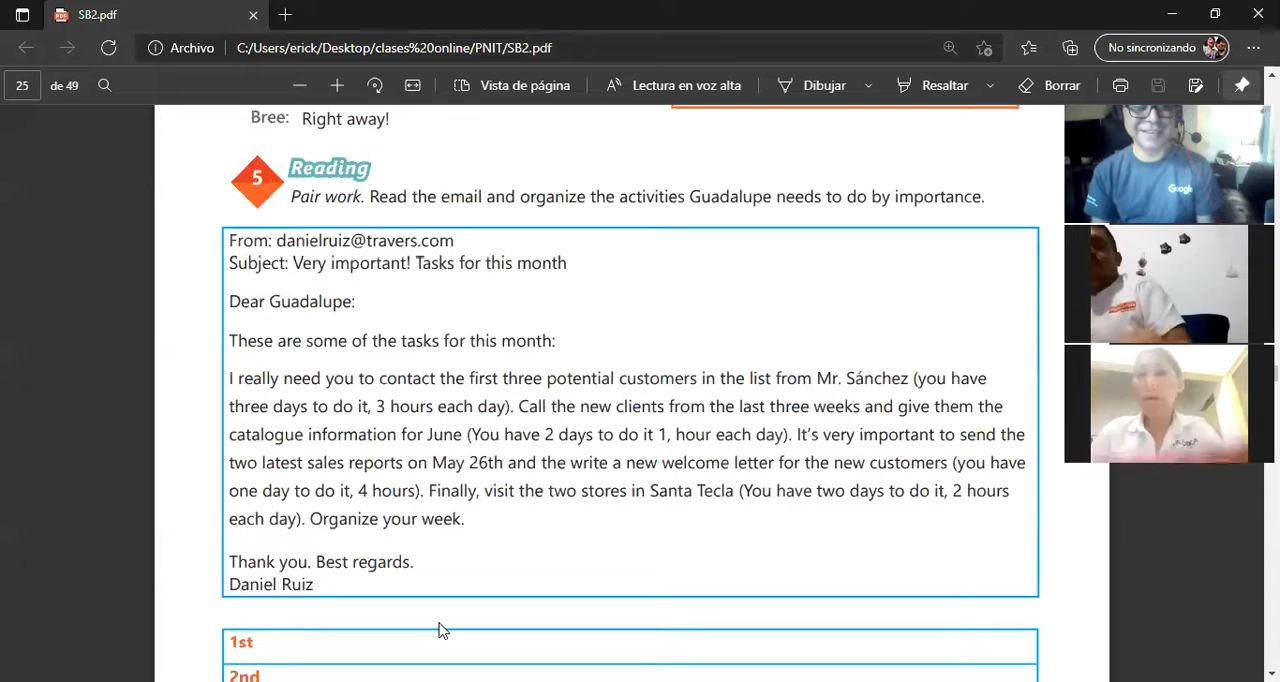 SB2.pdf
Archivo
C:/Users/erick/Desktop/clases%20online/PNIT/SB2.pdf
No sincronizando
25 de 49
Vista de página
Lectura en voz alta
Dibujar
Resaltar
Borrar
Bree: Right away!
5 Reading
Pair work. Read the email and organize the activities Guadalupe needs to do by importance.
From: danielruiz@travers.com
Subject: Very important! Tasks for this month
Dear Guadalupe:
These are some of the tasks for this month:
I really need you to contact the first three potential customers in the list from Mr. Sánchez (you have
three days to do it, 3 hours each day). Call the new clients from the last three weeks and give them the
catalogue information for June (You have 2 days to do it 1, hour each day). It's very important to send the
two latest sales reports on May 26th and the write a new welcome letter for the new customers (you have
one day to do it, 4 hours). Finally, visit the two stores in Santa Tecla (You have two days to do it, 2 hours
each day). Organize your week.
Thank you. Best regards.
Daniel Ruiz
1st
2nd
Google